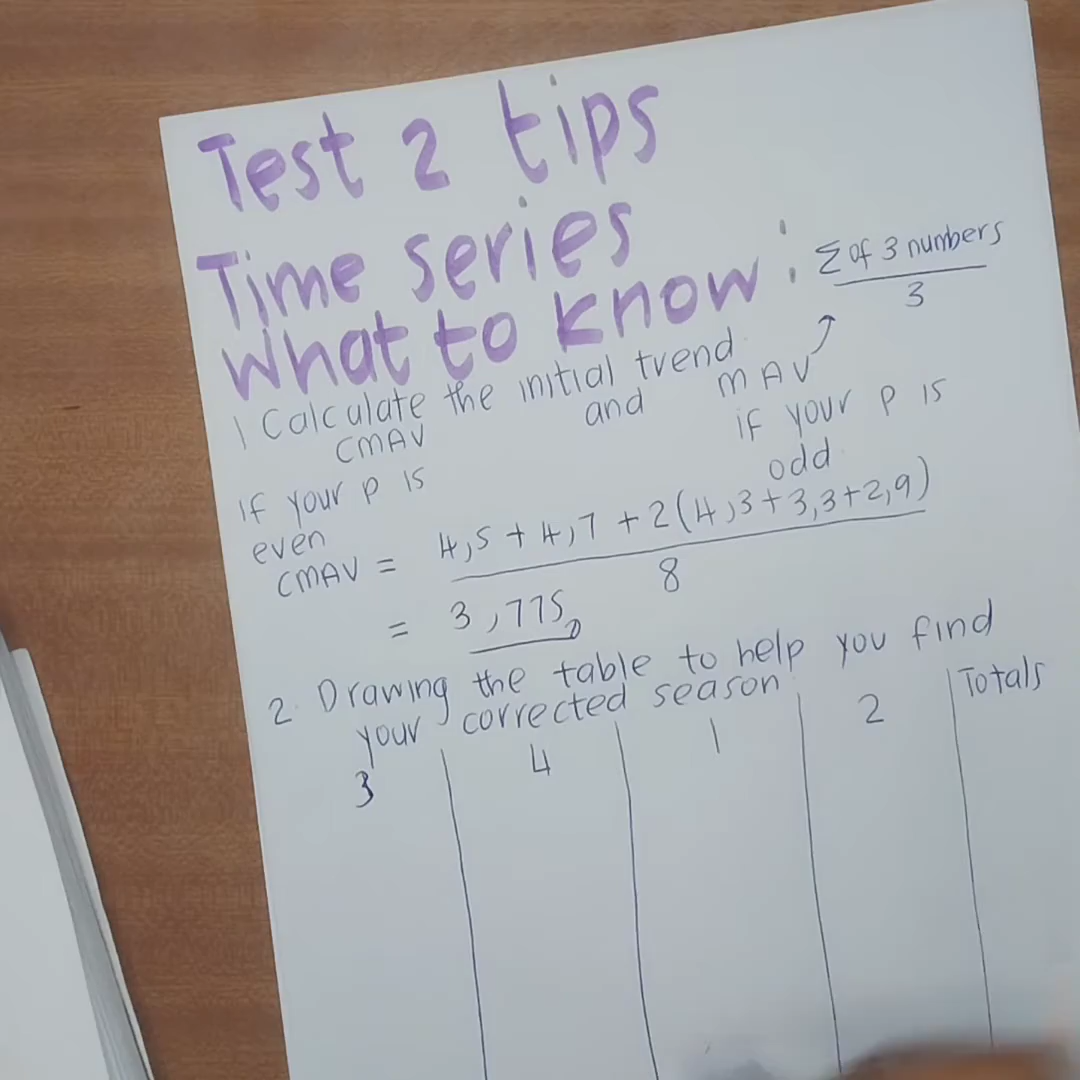 Test 2 tips
Time series
What to know :
Σ of 3 numbers
3
1 Calculate the initial trend
CMAV and MAV
if your p is even
if your p is odd
CMAV = 4,5 + 4,7 + 2(4,3+3,3+2,9)
8
= 3,775
2. Drawing the table to help you find
your corrected season
3 4 1 2 Totals